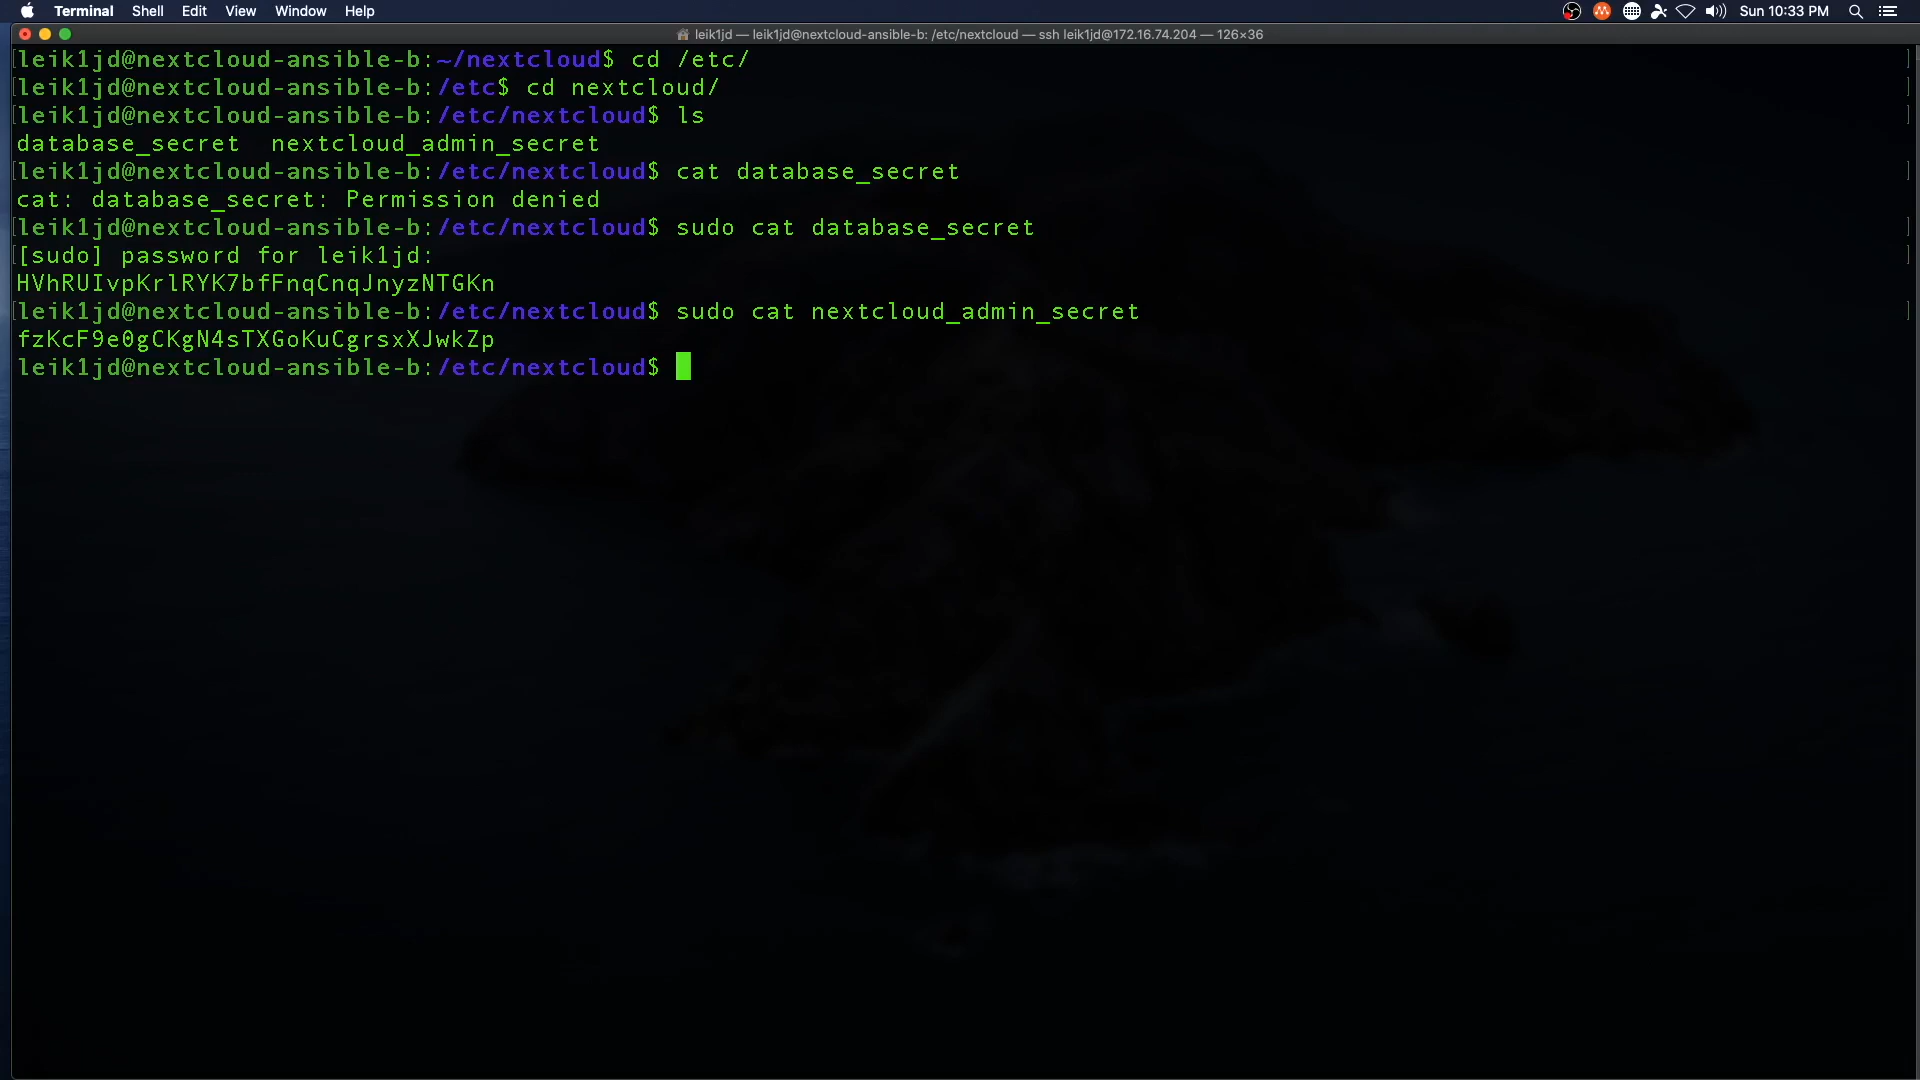 Terminal Shell Edit View Window Help Sun 10:33 PM
leik1jd — leik1jd@nextcloud-ansible-b: /etc/nextcloud — ssh leik1jd@172.16.74.204 — 126×36
[leik1jd@nextcloud-ansible-b:~/nextcloud$ cd /etc/ ]
[leik1jd@nextcloud-ansible-b:/etc$ cd nextcloud/ ]
[leik1jd@nextcloud-ansible-b:/etc/nextcloud$ ls ]
database_secret  nextcloud_admin_secret
[leik1jd@nextcloud-ansible-b:/etc/nextcloud$ cat database_secret ]
cat: database_secret: Permission denied
[leik1jd@nextcloud-ansible-b:/etc/nextcloud$ sudo cat database_secret ]
[[sudo] password for leik1jd: ]
HVhRUIvpKrlRYK7bfFnqCnqJnyzNTGKn
[leik1jd@nextcloud-ansible-b:/etc/nextcloud$ sudo cat nextcloud_admin_secret ]
fzKcF9e0gCKgN4sTXGoKuCgrsxXJwkZp
leik1jd@nextcloud-ansible-b:/etc/nextcloud$